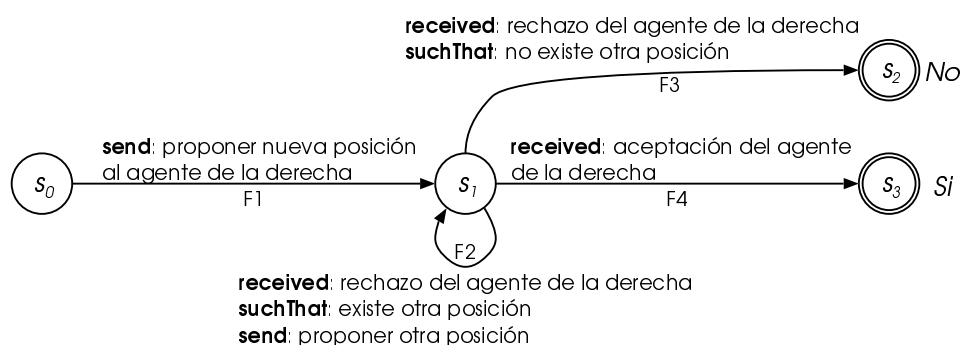 received: rechazo del agente de la derecha
suchThat: no existe otra posición
s2 No
F3
send: proponer nueva posición
al agente de la derecha
received: aceptación del agente
de la derecha
s0
s1
s3 Si
F1
F4
F2
received: rechazo del agente de la derecha
suchThat: existe otra posición
send: proponer otra posición